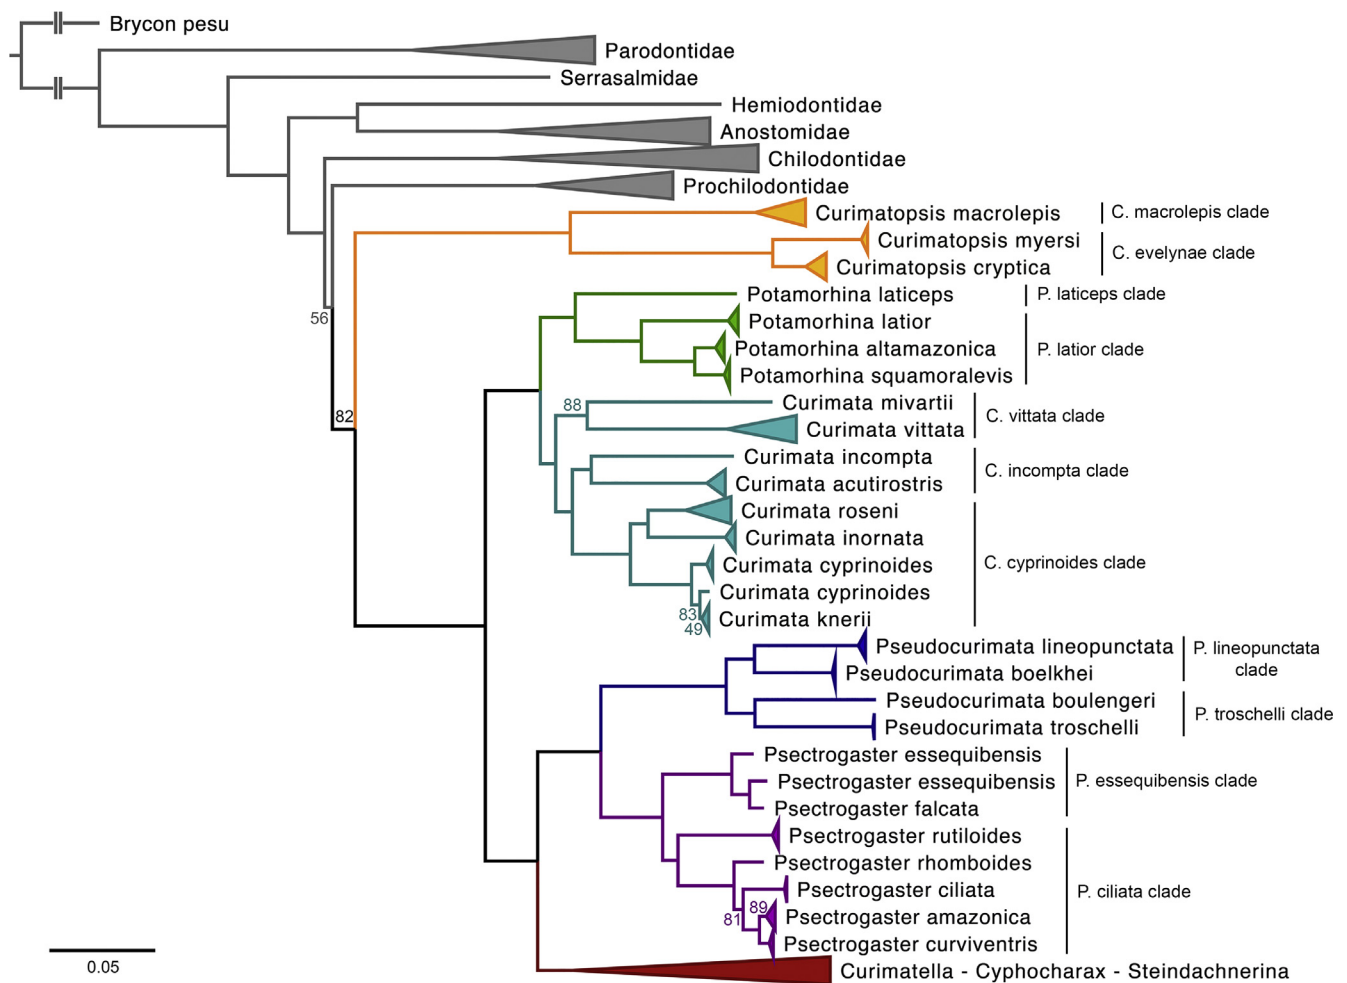 Brycon pesu
Parodontidae
Serrasalmidae
Hemiodontidae
Anostomidae
Chilodontidae
Prochilodontidae
Curimatopsis macrolepis
C. macrolepis clade
Curimatopsis myersi
C. evelynae clade
Curimatopsis cryptica
Potamorhina laticeps
P. laticeps clade
56
Potamorhina latior
Potamorhina altamazonica
P. latior clade
Potamorhina squamoralevis
Curimata mivartii
88
82
C. vittata clade
Curimata vittata
Curimata incompta
C. incompta clade
Curimata acutirostris
Curimata roseni
Curimata inornata
Curimata cyprinoides
C. cyprinoides clade
Curimata cyprinoides
83
Curimata knerii
49
Pseudocurimata lineopunctata
P. lineopunctata
clade
Pseudocurimata boelkhei
Pseudocurimata boulengeri
P. troschelli clade
Pseudocurimata troschelli
Psectrogaster essequibensis
Psectrogaster essequibensis
P. essequibensis clade
Psectrogaster falcata
Psectrogaster rutiloides
Psectrogaster rhomboides
Psectrogaster ciliata
P. ciliata clade
89
81
Psectrogaster amazonica
Psectrogaster curviventris
0.05
Curimatella - Cyphocharax - Steindachnerina